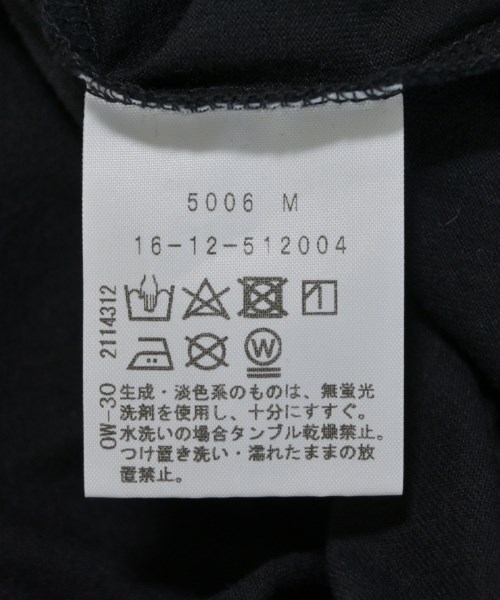 5006 M
16-12-512004
W
OW-30 2114312
生成・淡色系のものは、無蛍光
洗剤を使用し、十分にすすぐ。
水洗いの場合タンブル乾燥禁止。
つけ置き洗い・濡れたままの放
置禁止。